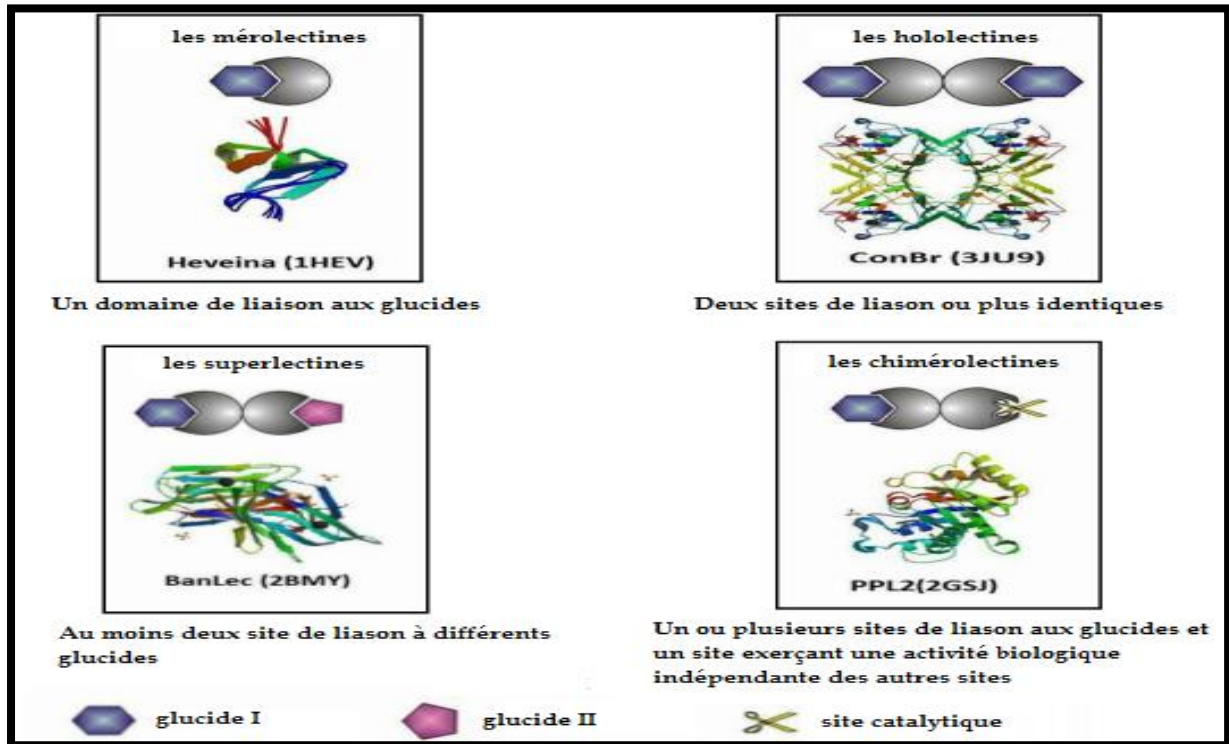 les mérolectines
Heveina (1HEV)
Un domaine de liaison aux glucides
les hololectines
ConBr (3JU9)
Deux sites de liason ou plus identiques
les superlectines
BanLec (2BMY)
Au moins deux site de liason à différents
glucides
les chimérolectines
PPL2(2GSJ)
Un ou plusieurs sites de liason aux glucides et
un site exerçant une activité biologique
indépendante des autres sites
glucide I
glucide II
site catalytique